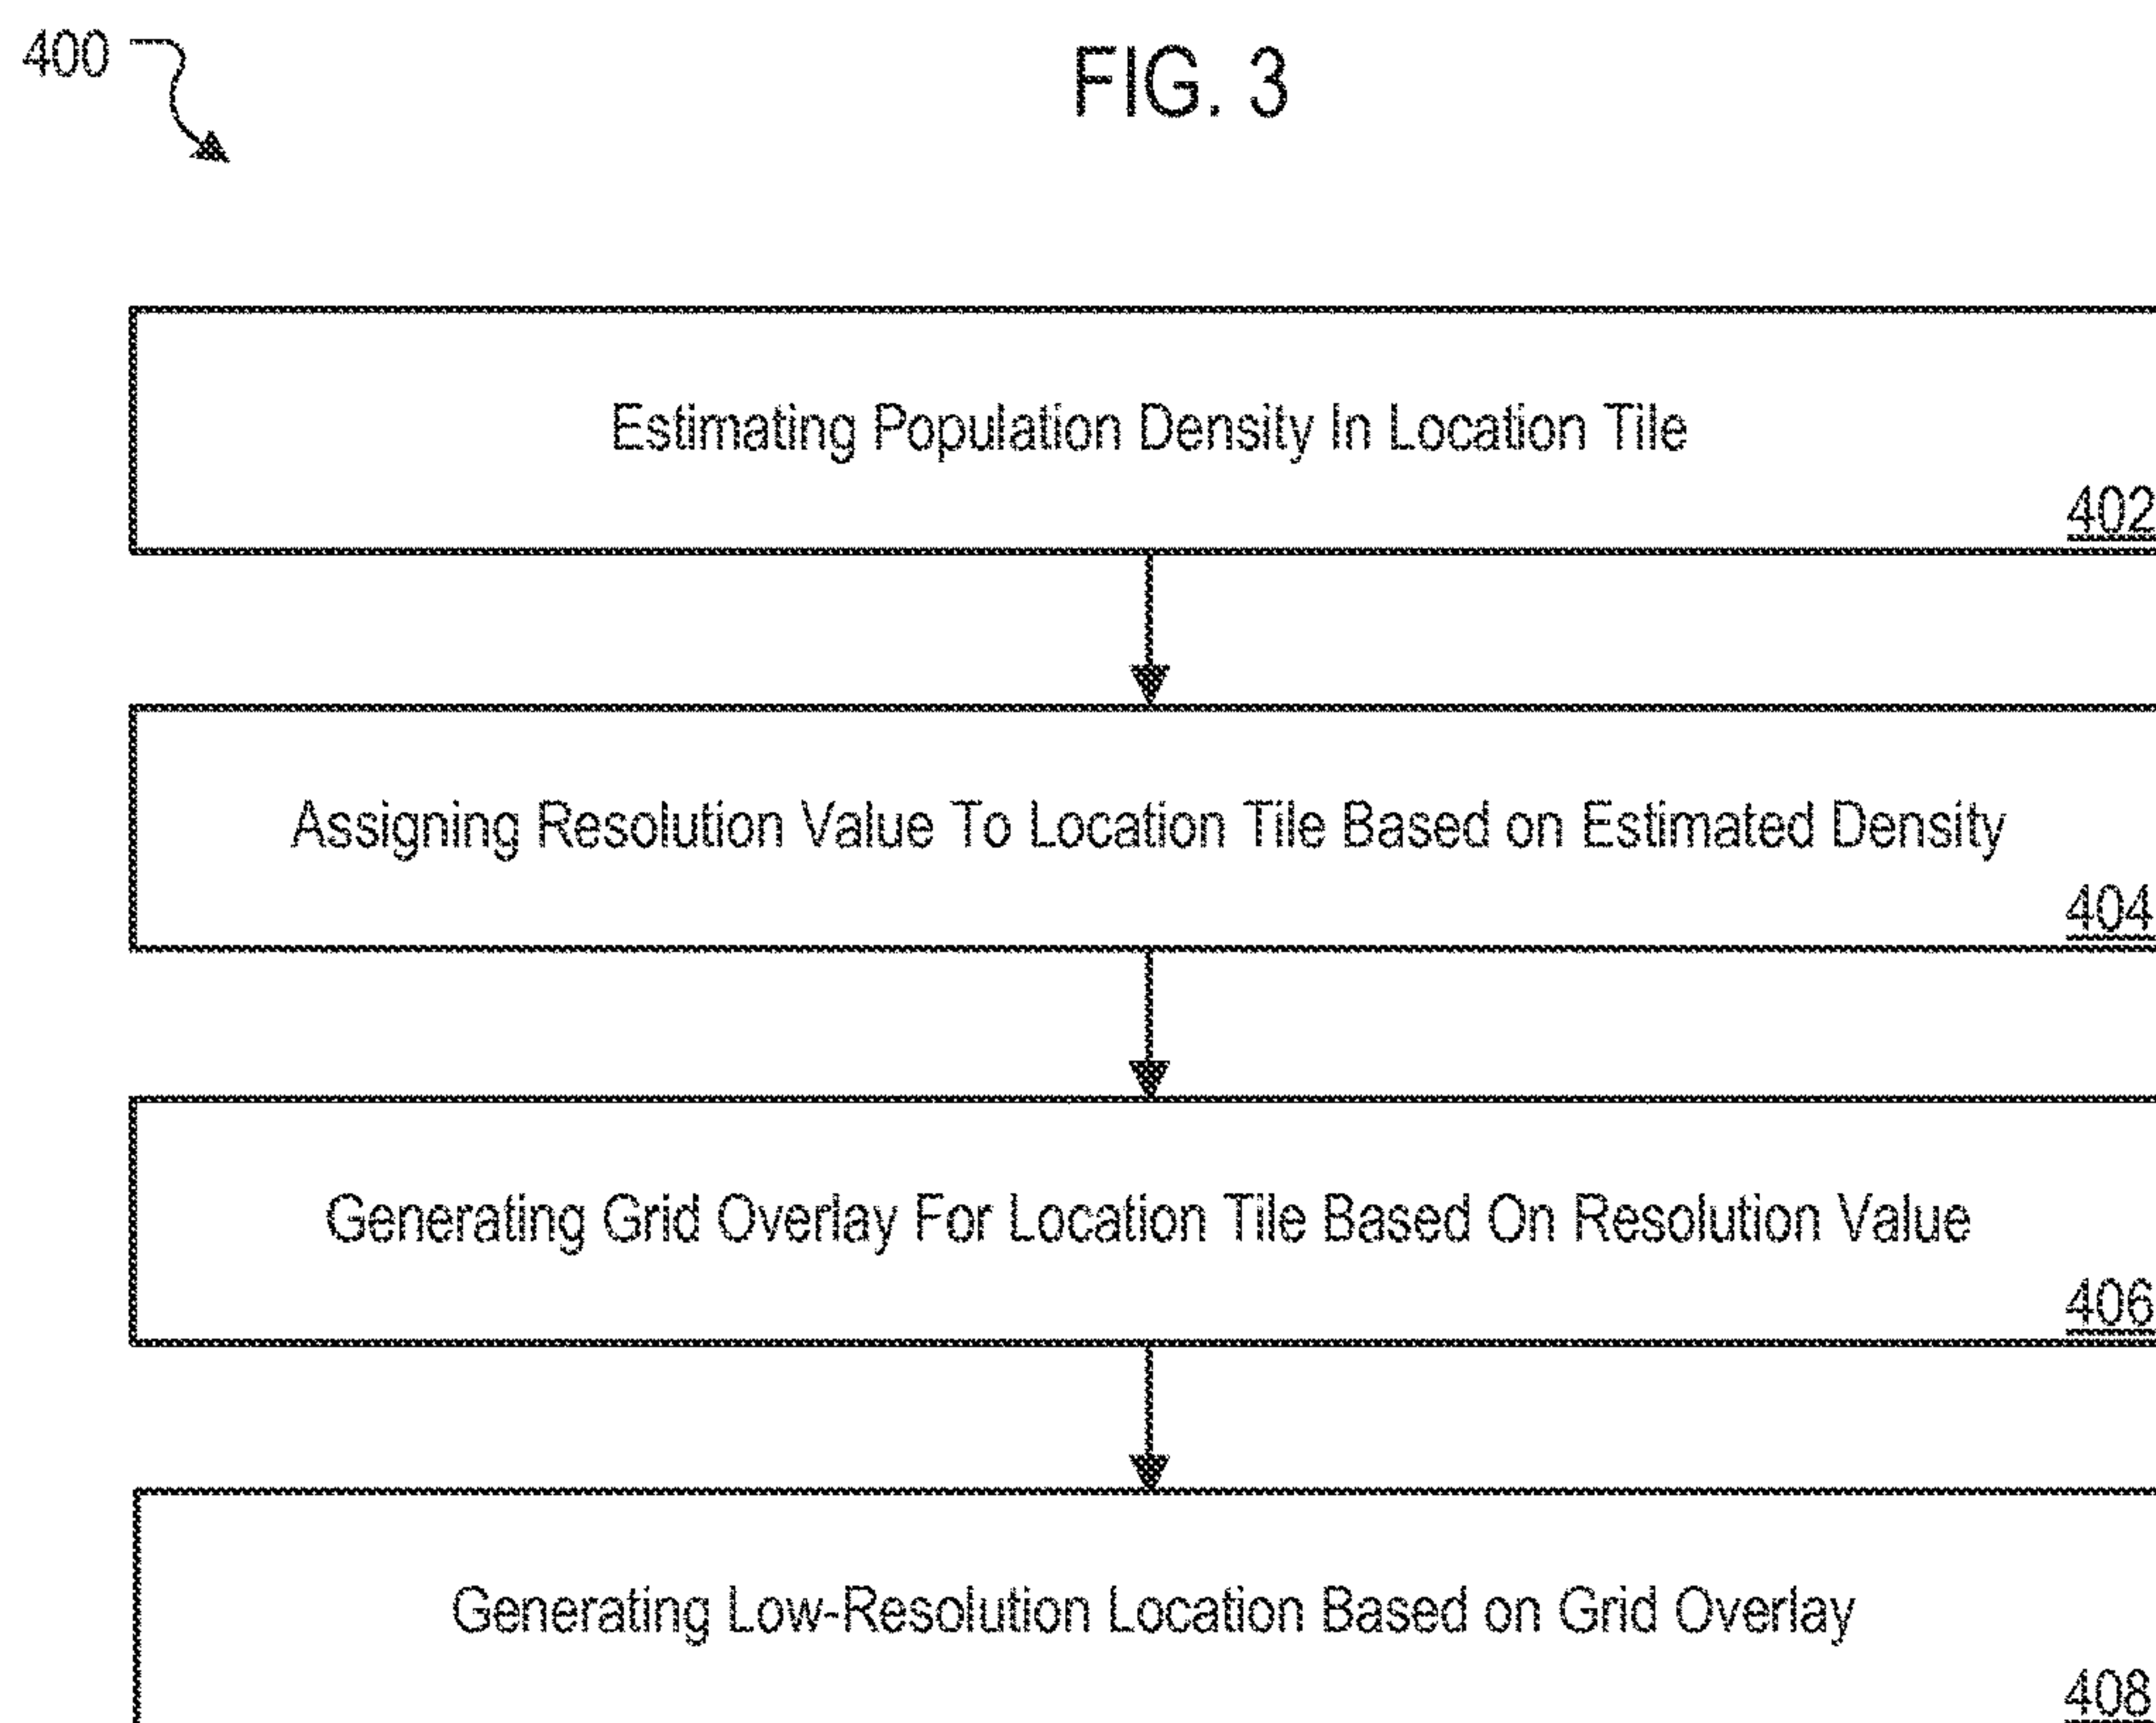 400
FIG. 3
Estimating Population Density In Location Tile
402
Assigning Resolution Value To Location Tile Based on Estimated Density
404
Generating Grid Overlay For Location Tile Based On Resolution Value
406
Generating Low-Resolution Location Based on Grid Overlay
408